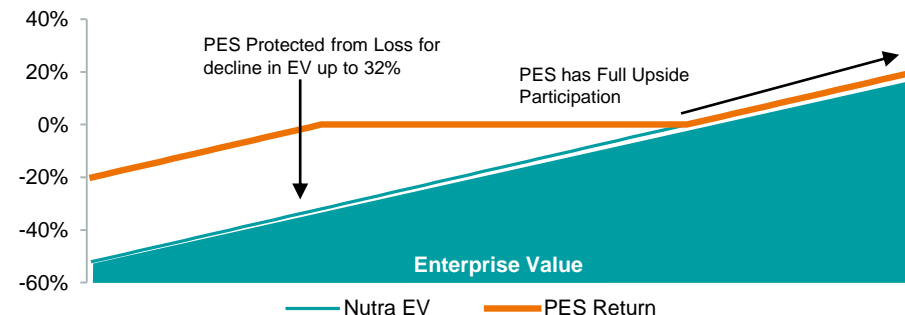 40%
PES Protected from Loss for
decline in EV up to 32%
20%
PES has Full Upside
Participation
0%
-20%
-40%
Enterprise Value
-60%
Nutra EV
PES Return